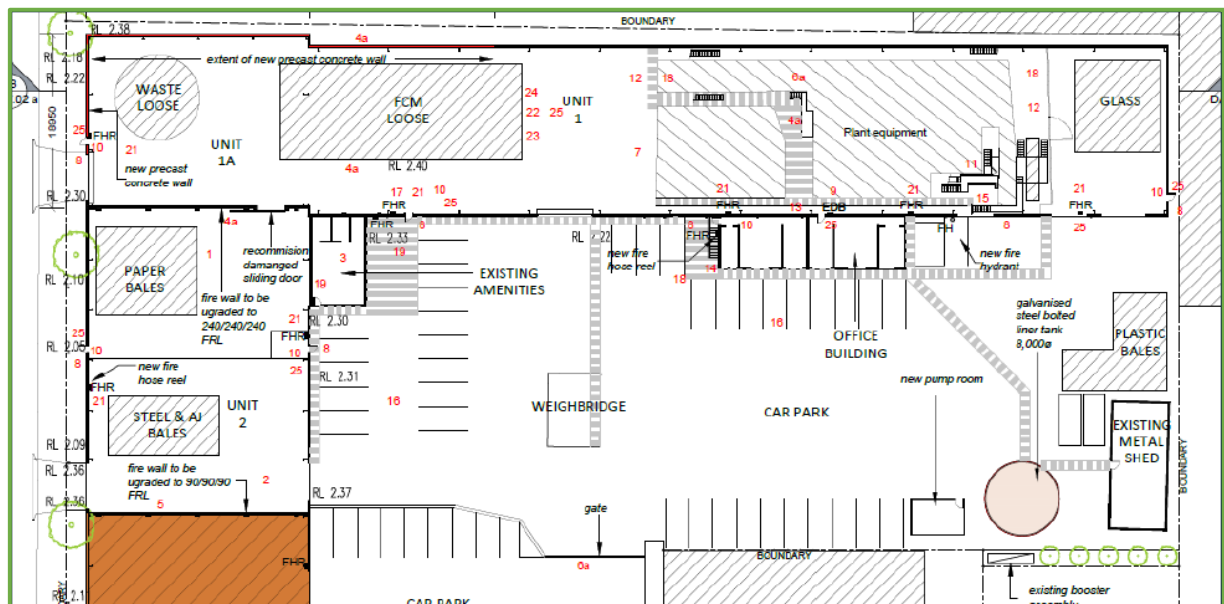 BOUNDARY
RL 2.38
4a
RL 2.18
extent of new precast concrete wall
RL 2.22
WASTE
LOOSE
FCM
LOOSE
24
22 25
23
UNIT
1
12
18
6a
4a
Plant equipment
18
12
GLASS
.02 a
18950
25
FHR
10
21
UNIT
1A
9
new precast
concrete wall
4a
RL 2.40
7
11
RL 2.30
17 21 10
25
21
9
21
15
21
10
25
8
FHR
13
EDB
FHR
FHR
25
4a
FHR
6
RL 2.33
19
3
19
1
PAPER
BALES
recommision
damanged
sliding door
EXISTING
AMENITIES
FHR
10
25
FH
6
new fire
hose reel
14
18
new fire
hydrant
RL 2.10
fire wall to be
ugraded to
240/240/240
FRL
21
RL 2.30
FHR
8
10
25
16
OFFICE
BUILDING
galvanised
steel bolted
liner tank
8,000ø
PLASTIC
BALES
25
RL 2.05
10
8
new fire
hose reel
FHR
21
RL 2.31
16
STEEL & AJ
BALES
UNIT
2
WEIGHBRIDGE
CAR PARK
new pump room
EXISTING
METAL
SHED
RL 2.09
RL 2.36
fire wall to be
ugraded to 90/90/90
FRL
2
5
RL 2.37
gate
BOUNDARY
FHR
6a
BOUNDARY
CAR PARK
existing booster
assembly